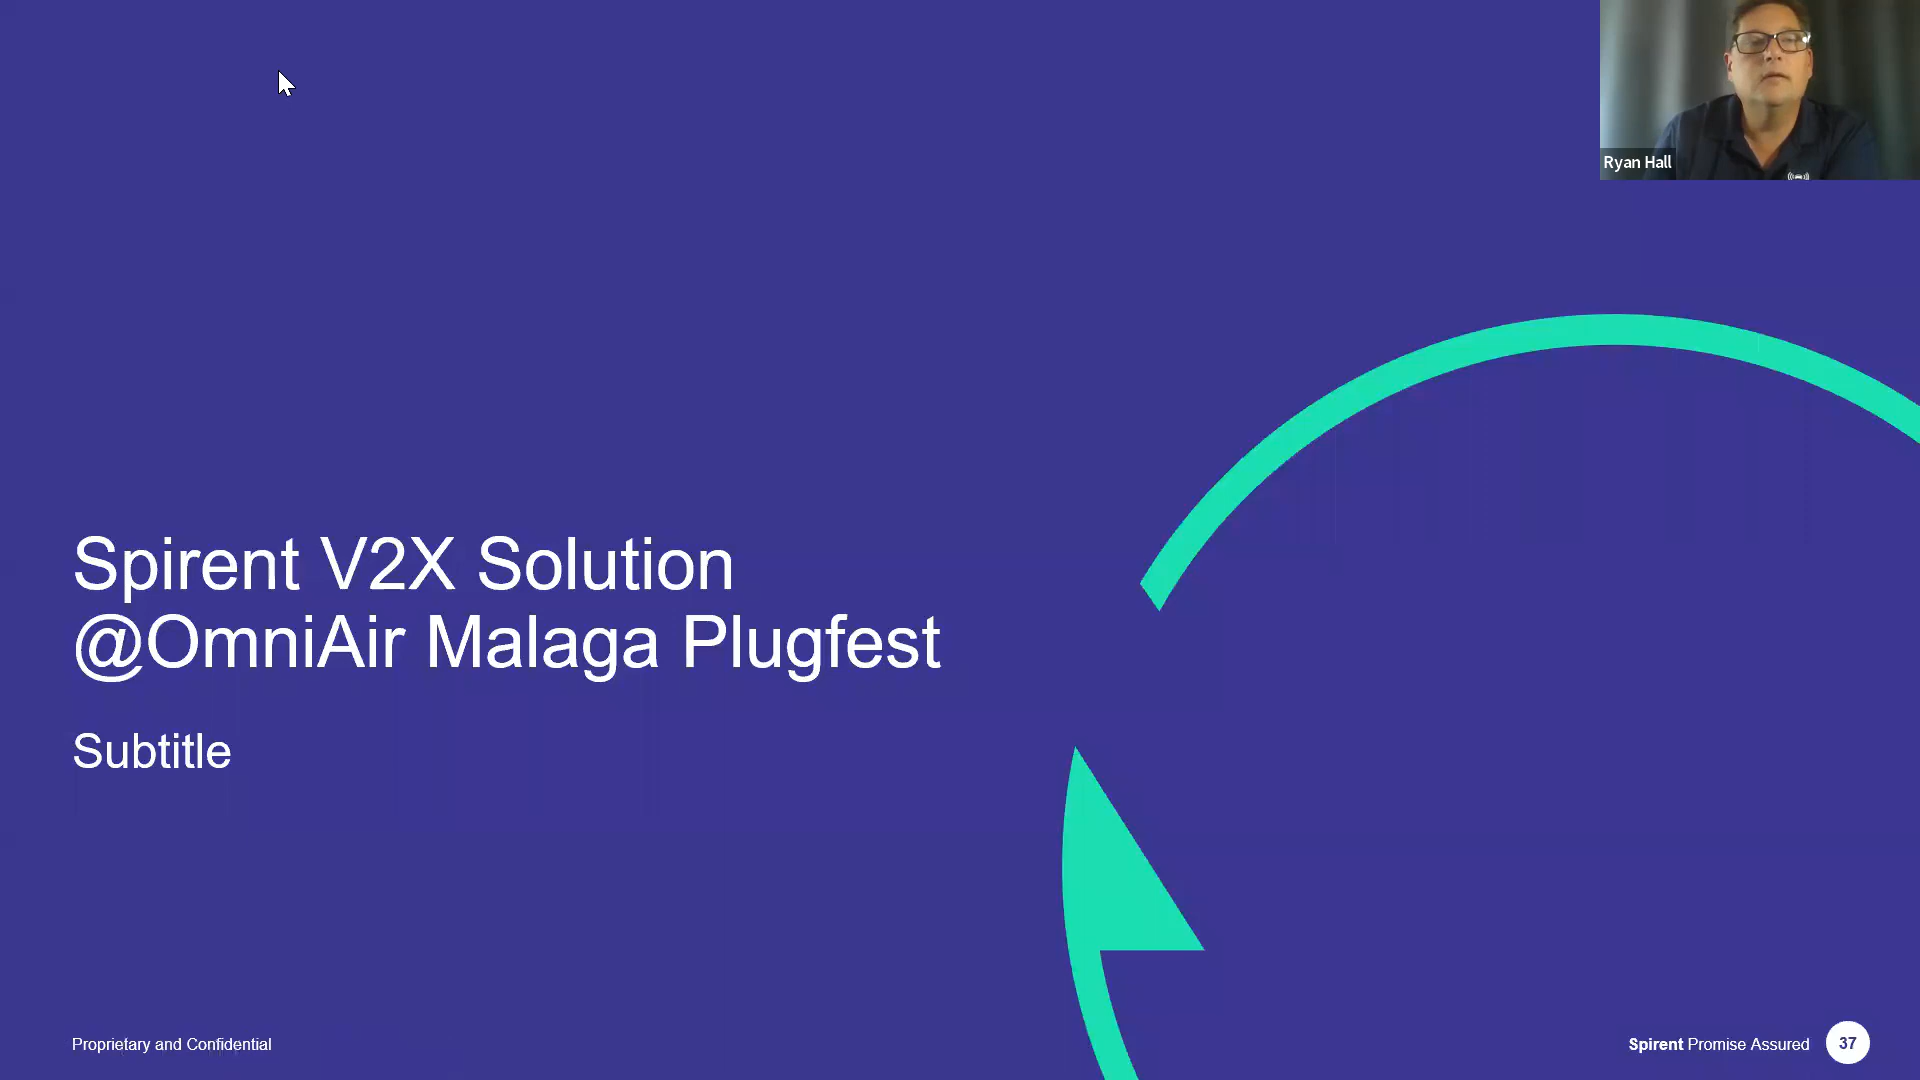 Ryan Hall
Spirent V2X Solution
@OmniAir Malaga Plugfest
Subtitle
Proprietary and Confidential
Spirent Promise Assured
37